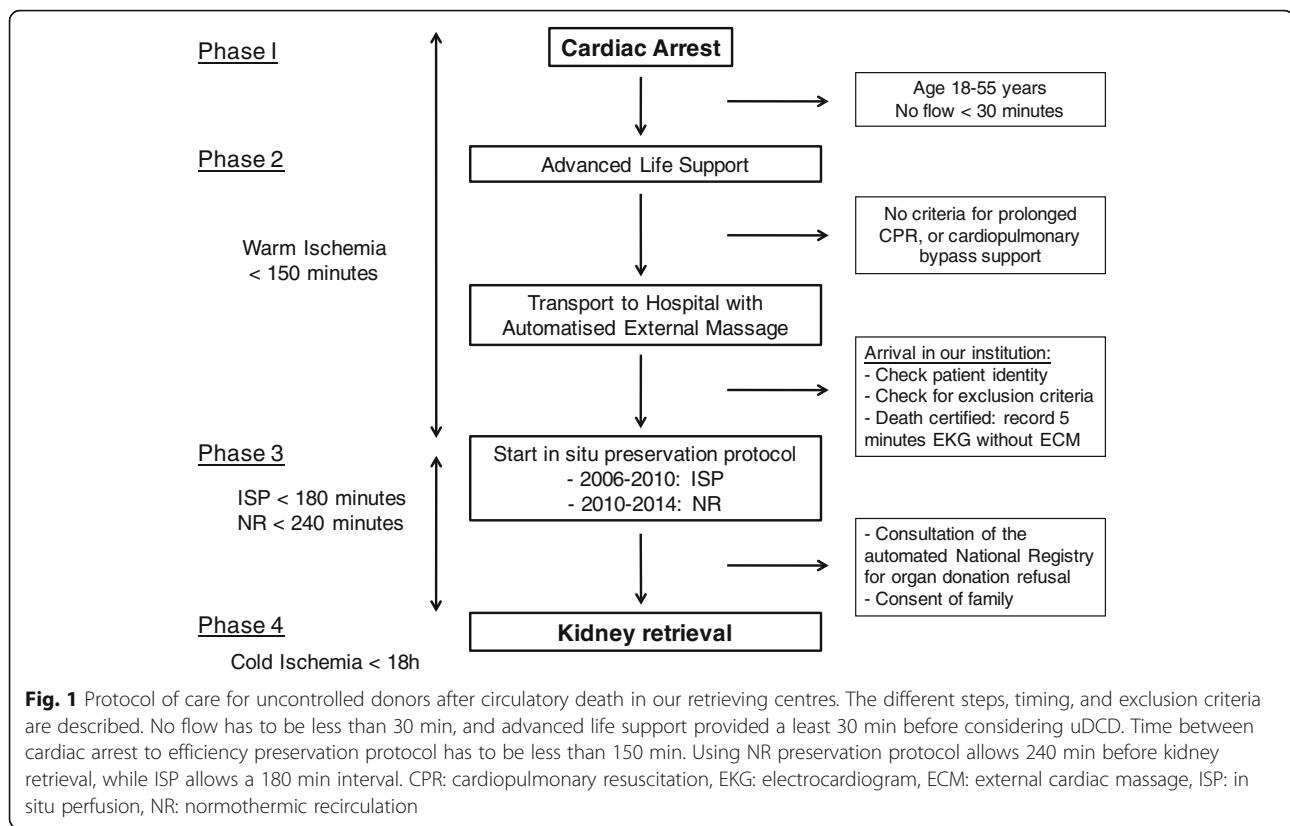 Phase I
Cardiac Arrest
Age 18-55 years
No flow < 30 minutes
Phase 2
Advanced Life Support
No criteria for prolonged
CPR, or cardiopulmonary
bypass support
Warm Ischemia
< 150 minutes
Transport to Hospital with
Automatised External Massage
Arrival in our institution:
- Check patient identity
- Check for exclusion criteria
- Death certified: record 5
minutes EKG without ECM
Phase 3
Start in situ preservation protocol
- 2006-2010: ISP
- 2010-2014: NR
ISP < 180 minutes
NR < 240 minutes
- Consultation of the
automated National Registry
for organ donation refusal
- Consent of family
Phase 4
Kidney retrieval
Cold Ischemia < 18h
Fig. 1 Protocol of care for uncontrolled donors after circulatory death in our retrieving centres. The different steps, timing, and exclusion criteria
are described. No flow has to be less than 30 min, and advanced life support provided a least 30 min before considering uDCD. Time between
cardiac arrest to efficiency preservation protocol has to be less than 150 min. Using NR preservation protocol allows 240 min before kidney
retrieval, while ISP allows a 180 min interval. CPR: cardiopulmonary resuscitation, EKG: electrocardiogram, ECM: external cardiac massage, ISP: in
situ perfusion, NR: normothermic recirculation